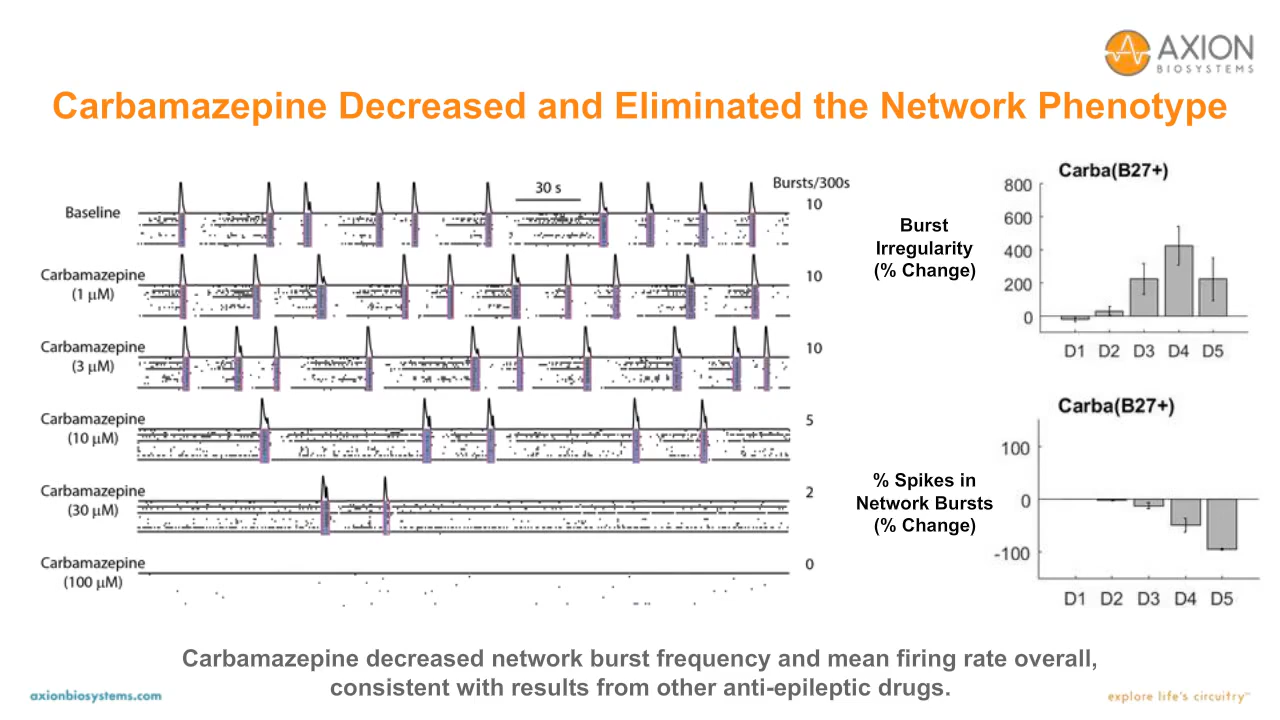 AXION
BIOSYSTEMS
Carbamazepine Decreased and Eliminated the Network Phenotype
30 s
Bursts/300s
Baseline
10
Carbamazepine
(1 µM)
10
Carbamazepine
(3 µM)
10
Carbamazepine
(10 µM)
5
Carbamazepine
(30 µM)
2
Carbamazepine
(100 µM)
0
Burst
Irregularity
(% Change)
Carba(B27+)
800
600
400
200
0
D1 D2 D3 D4 D5
% Spikes in
Network Bursts
(% Change)
Carba(B27+)
100
0
-100
D1 D2 D3 D4 D5
Carbamazepine decreased network burst frequency and mean firing rate overall,
consistent with results from other anti-epileptic drugs.
axionbiosystems.com
explore life's circuitry™